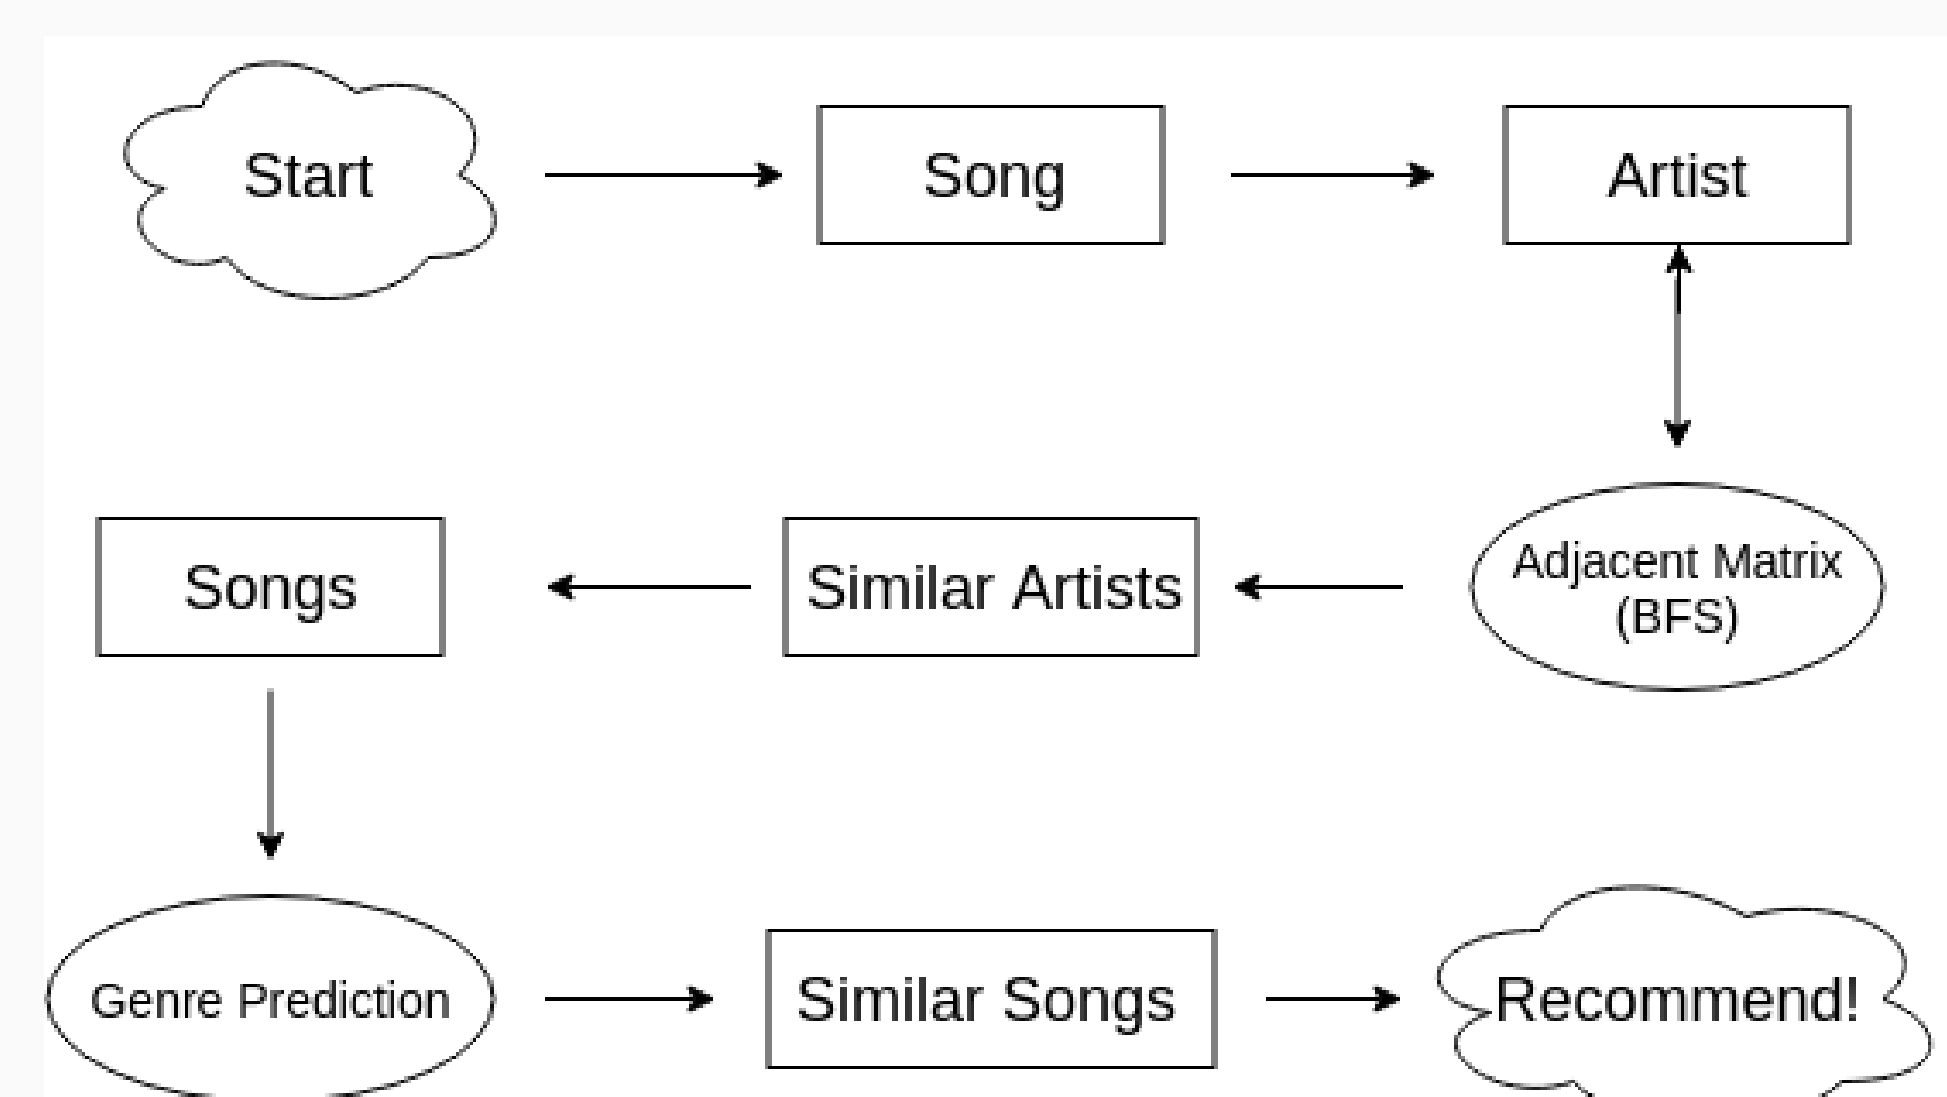 Start
Song
Artist
Songs
Similar Artists
Adjacent Matrix
(BFS)
Genre Prediction
Similar Songs
Recommend!